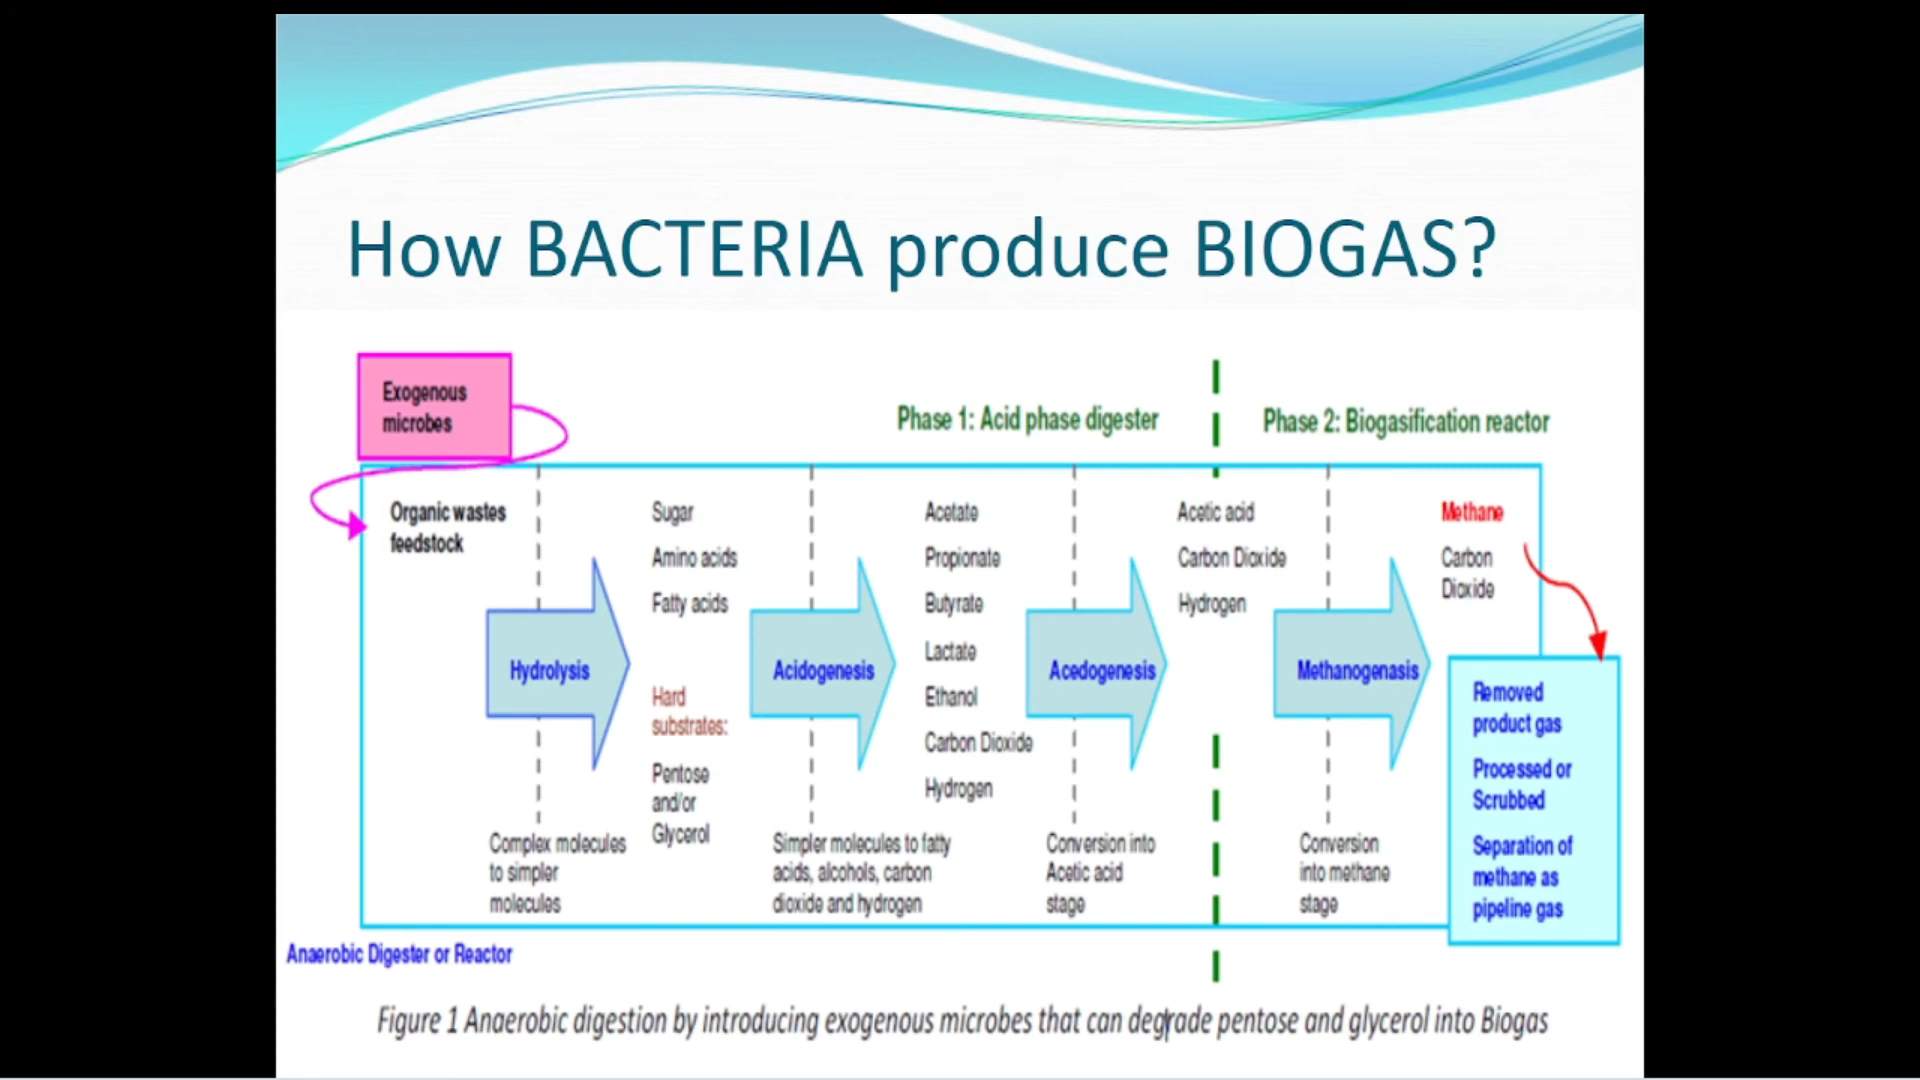 How BACTERIA produce BIOGAS?
Exogenous
microbes
Phase 1: Acid phase digester
Phase 2: Biogasification reactor
Organic wastes
feedstock
Hydrolysis
Complex molecules
to simpler
molecules
Sugar
Amino acids
Fatty acids
Hard
substrates:
Pentose
and/or
Glycerol
Acidogenesis
Simpler molecules to fatty
acids, alcohols, carbon
dioxide and hydrogen
Acetate
Propionate
Butyrate
Lactate
Ethanol
Carbon Dioxide
Hydrogen
Acedogenesis
Conversion into
Acetic acid
stage
Acetic acid
Carbon Dioxide
Hydrogen
Methanogenasis
Conversion
into methane
stage
Methane
Carbon
Dioxide
Removed
product gas
Processed or
Scrubbed
Separation of
methane as
pipeline gas
Anaerobic Digester or Reactor
Figure 1 Anaerobic digestion by introducing exogenous microbes that can degrade pentose and glycerol into Biogas